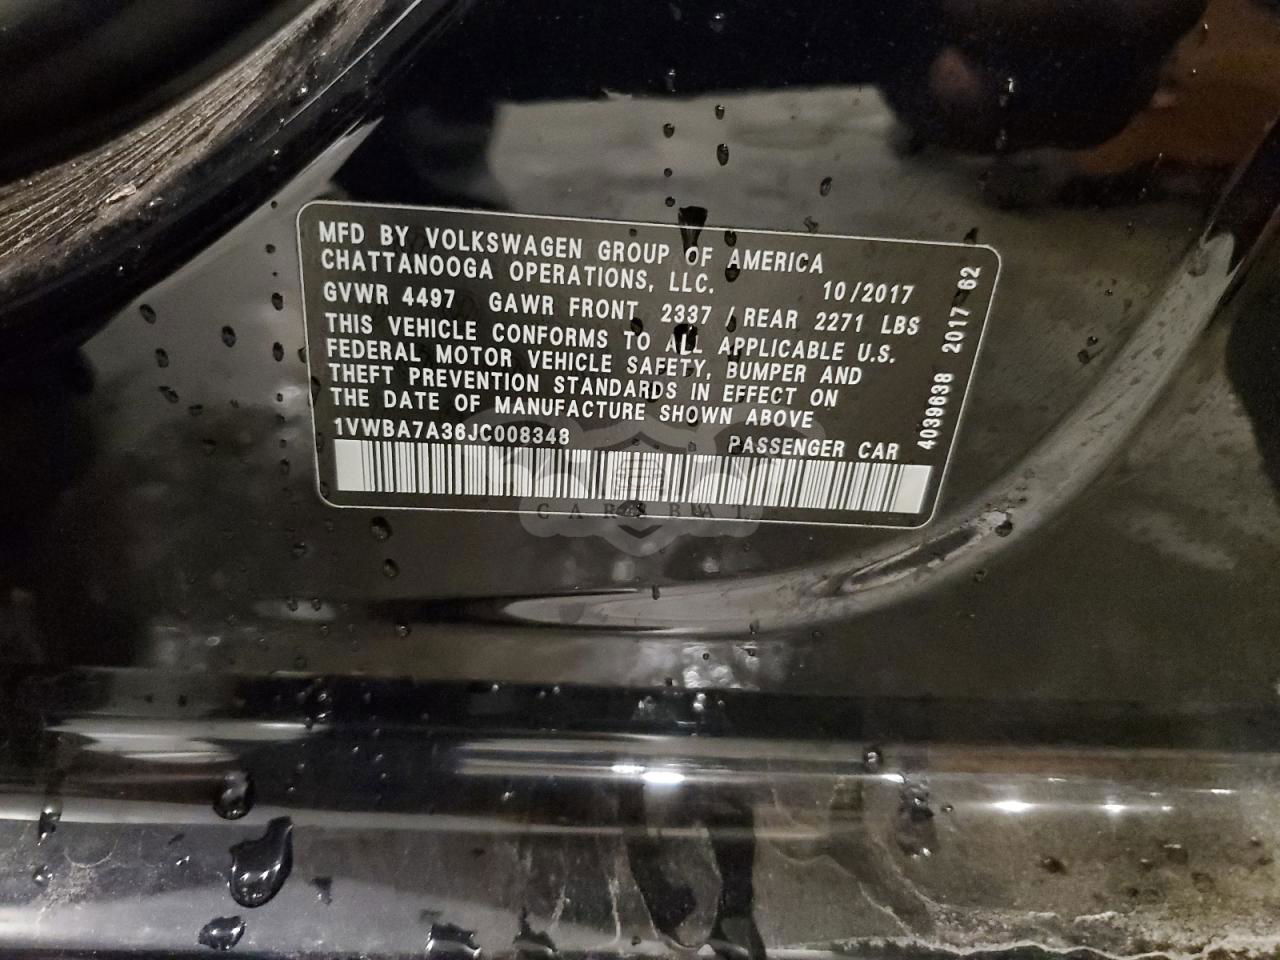 MFD BY VOLKSWAGEN GROUP OF AMERICA
CHATTANOOGA OPERATIONS, LLC.
10/2017
GVWR 4497 GAWR FRONT 2337 / REAR 2271 LBS
THIS VEHICLE CONFORMS TO ALL APPLICABLE U.S.
FEDERAL MOTOR VEHICLE SAFETY, BUMPER AND
THEFT PREVENTION STANDARDS IN EFFECT ON
THE DATE OF MANUFACTURE SHOWN ABOVE
1VWBA7A36JC008348 PASSENGER CAR
4039638 2017 62
CARSBAT